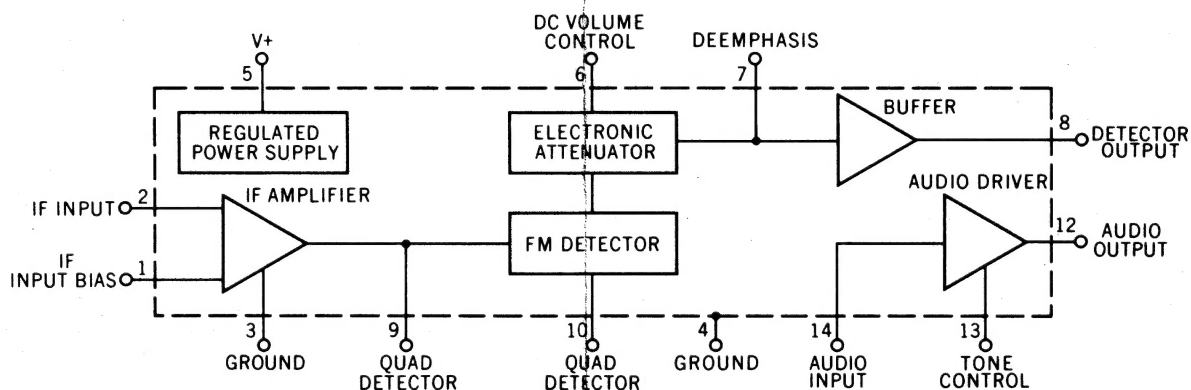 DC VOLUME
CONTROL
V+
DEEMPHASIS
5
6
7
REGULATED
POWER SUPPLY
ELECTRONIC
ATTENUATOR
BUFFER
8
DETECTOR
OUTPUT
IF AMPLIFIER
AUDIO DRIVER
IF INPUT
2
FM DETECTOR
12
AUDIO
OUTPUT
IF
INPUT BIAS
1
3
9
10
4
14
13
GROUND
QUAD
DETECTOR
QUAD
DETECTOR
GROUND
AUDIO
INPUT
TONE
CONTROL